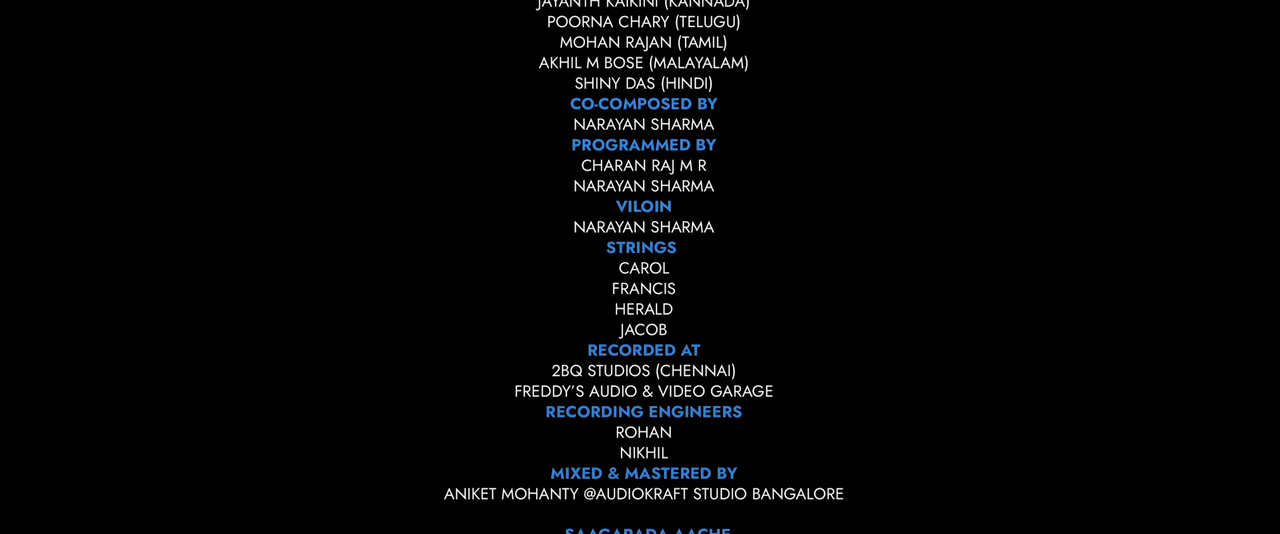 JAYANTH KAIKINI (KANNADA)
POORNA CHARY (TELUGU)
MOHAN RAJAN (TAMIL)
AKHIL M BOSE (MALAYALAM)
SHINY DAS (HINDI)
CO-COMPOSED BY
NARAYAN SHARMA
PROGRAMMED BY
CHARAN RAJ M R
NARAYAN SHARMA
VILOIN
NARAYAN SHARMA
STRINGS
CAROL
FRANCIS
HERALD
JACOB
RECORDED AT
2BQ STUDIOS (CHENNAI)
FREDDY’S AUDIO & VIDEO GARAGE
RECORDING ENGINEERS
ROHAN
NIKHIL
MIXED & MASTERED BY
ANIKET MOHANTY @AUDIOKRAFT STUDIO BANGALORE
SAAGARADA AACHE